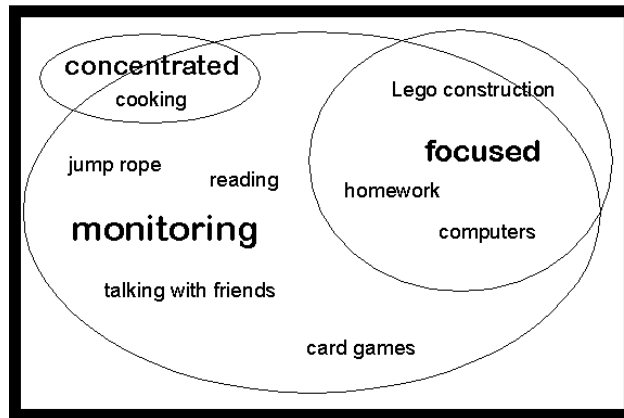 concentrated
cooking
Lego construction
focused
jump rope
reading
homework
monitoring
computers
talking with friends
card games